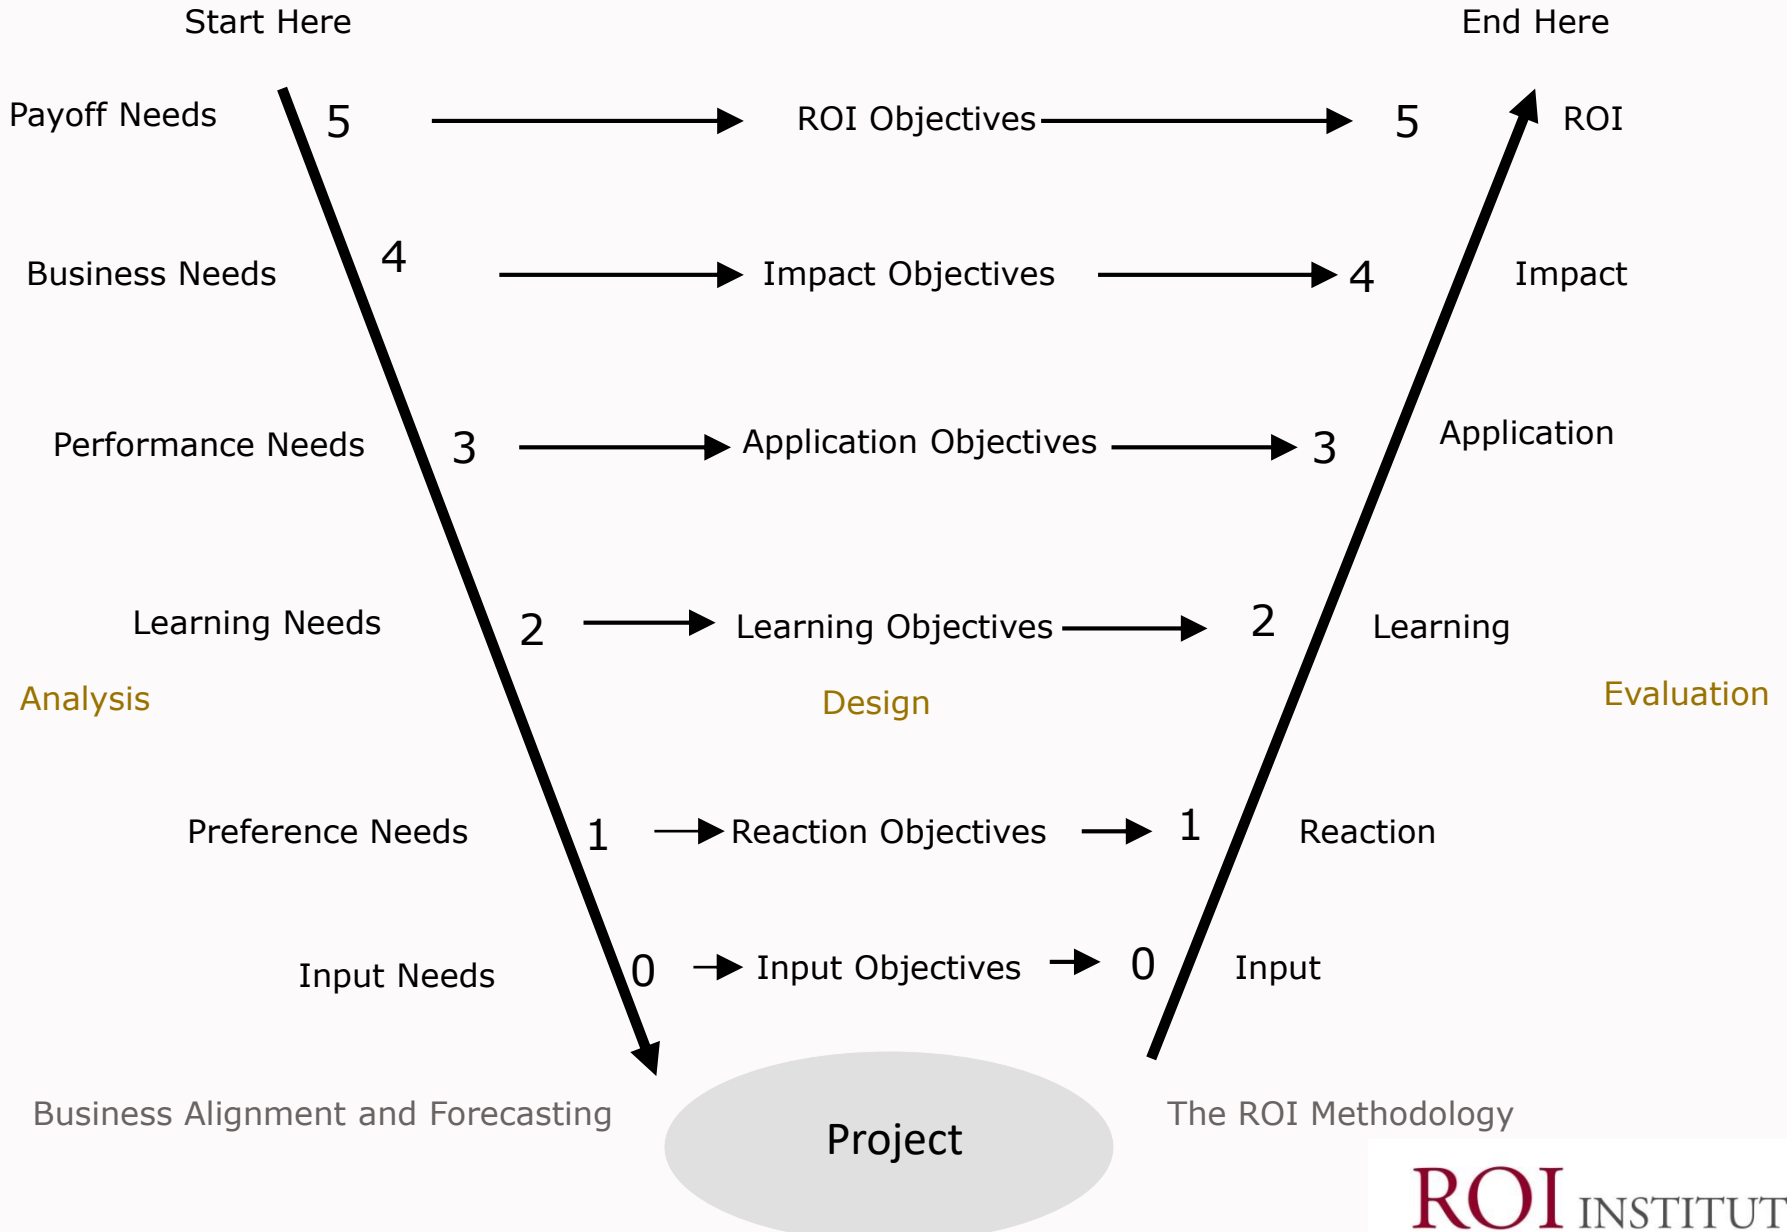 Start Here
End Here
Payoff Needs 5 ROI Objectives 5 ROI
Business Needs 4 Impact Objectives 4 Impact
Performance Needs 3 Application Objectives 3 Application
Learning Needs 2 Learning Objectives 2 Learning
Analysis Design Evaluation
Preference Needs 1 Reaction Objectives 1 Reaction
Input Needs 0 Input Objectives 0 Input
Business Alignment and Forecasting
Project
The ROI Methodology
ROI INSTITUT